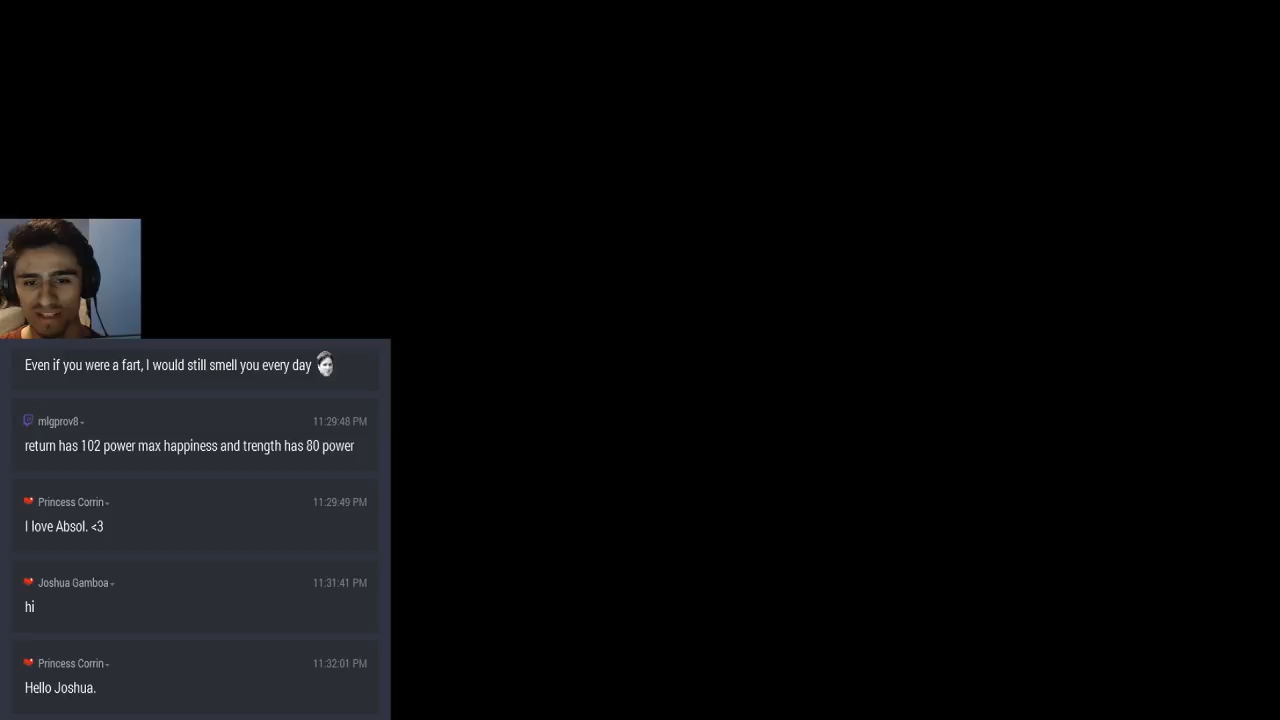 Even if you were a fart, I would still smell you every day
mlgprov8 11:29:48 PM
return has 102 power max happiness and trength has 80 power
Princess Corrin 11:29:49 PM
I love Absol. <3
Joshua Gamboa 11:31:41 PM
hi
Princess Corrin 11:32:01 PM
Hello Joshua.